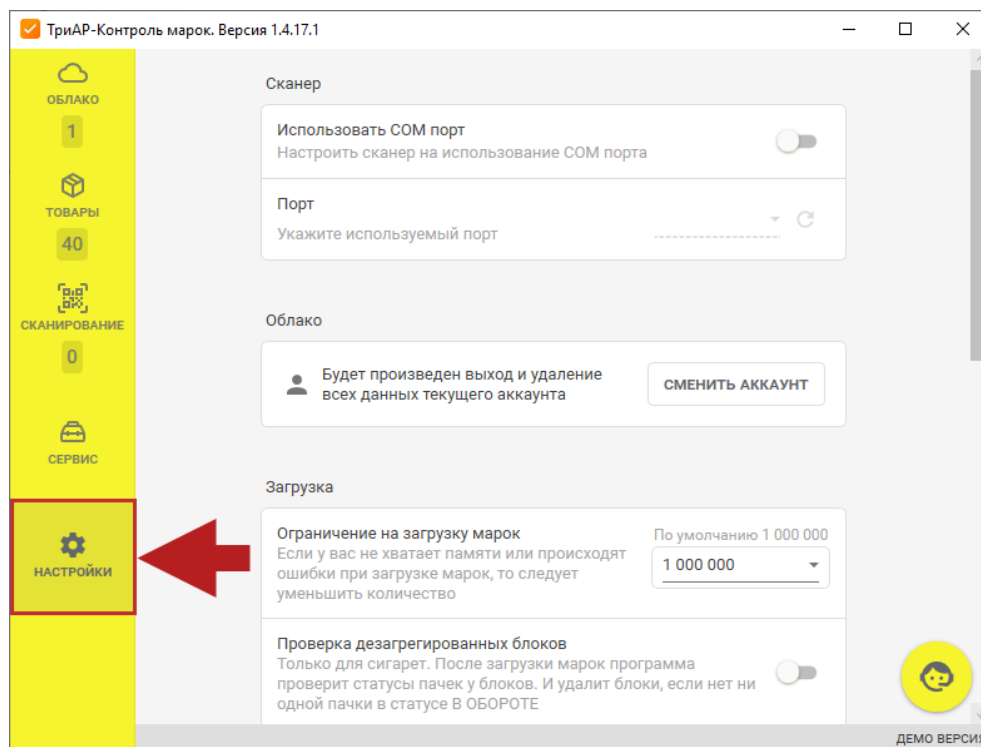 ТриАР-Контроль марок. Версия 1.4.17.1
ОБЛАКО
1
ТОВАРЫ
40
СКАНИРОВАНИЕ
0
СЕРВИС
НАСТРОЙКИ
Сканер
Использовать COM порт
Настроить сканер на использование COM порта
Порт
Укажите используемый порт
Облако
Будет произведен выход и удаление
всех данных текущего аккаунта
СМЕНИТЬ АККАУНТ
Загрузка
Ограничение на загрузку марок
Если у вас не хватает памяти или происходят
ошибки при загрузке марок, то следует
уменьшить количество
По умолчанию 1 000 000
1 000 000
Проверка дезагрегированных блоков
Только для сигарет. После загрузки марок программа
проверит статусы пачек у блоков. И удалит блоки, если нет ни
одной пачки в статусе В ОБОРОТЕ
ДЕМО ВЕРСИЯ